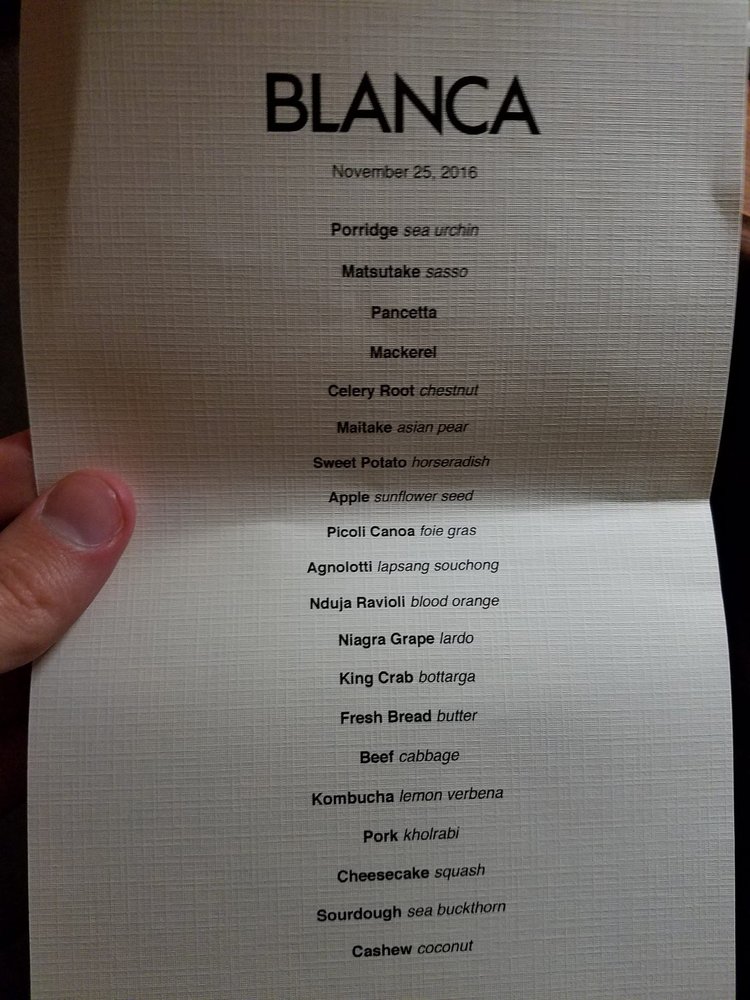 BLANCA
November 25, 2016
Porridge sea urchin
Matsutake sasso
Pancetta
Mackerel
Celery Root chestnut
Maitake asian pear
Sweet Potato horseradish
Apple sunflower seed
Picoli Canoa foie gras
Agnolotti lapsang souchong
Nduja Ravioli blood orange
Niagra Grape lardo
King Crab bottarga
Fresh Bread butter
Beef cabbage
Kombucha lemon verbena
Pork kholrabi
Cheesecake squash
Sourdough sea buckthorn
Cashew coconut